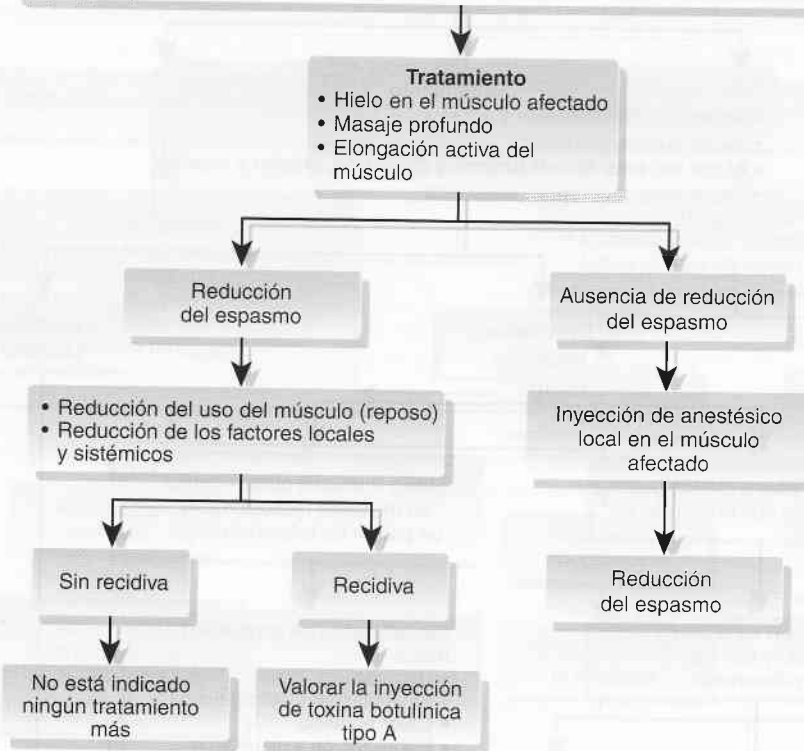 Tratamiento
• Hielo en el músculo afectado
• Masaje profundo
• Elongación activa del
músculo
Reducción
del espasmo
Ausencia de reducción
del espasmo
• Reducción del uso del músculo (reposo)
• Reducción de los factores locales
y sistémicos
Inyección de anestésico
local en el músculo
afectado
Sin recidiva
Recidiva
Reducción
del espasmo
No está indicado
ningún tratamiento
más
Valorar la inyección
de toxina botulínica
tipo A